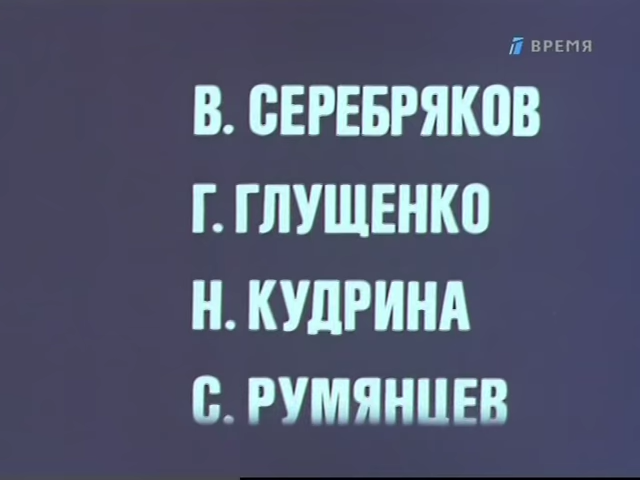 ВРЕМЯ
В. СЕРЕБРЯКОВ
Г. ГЛУЩЕНКО
Н. КУДРИНА
С. РУМЯНЦЕВ